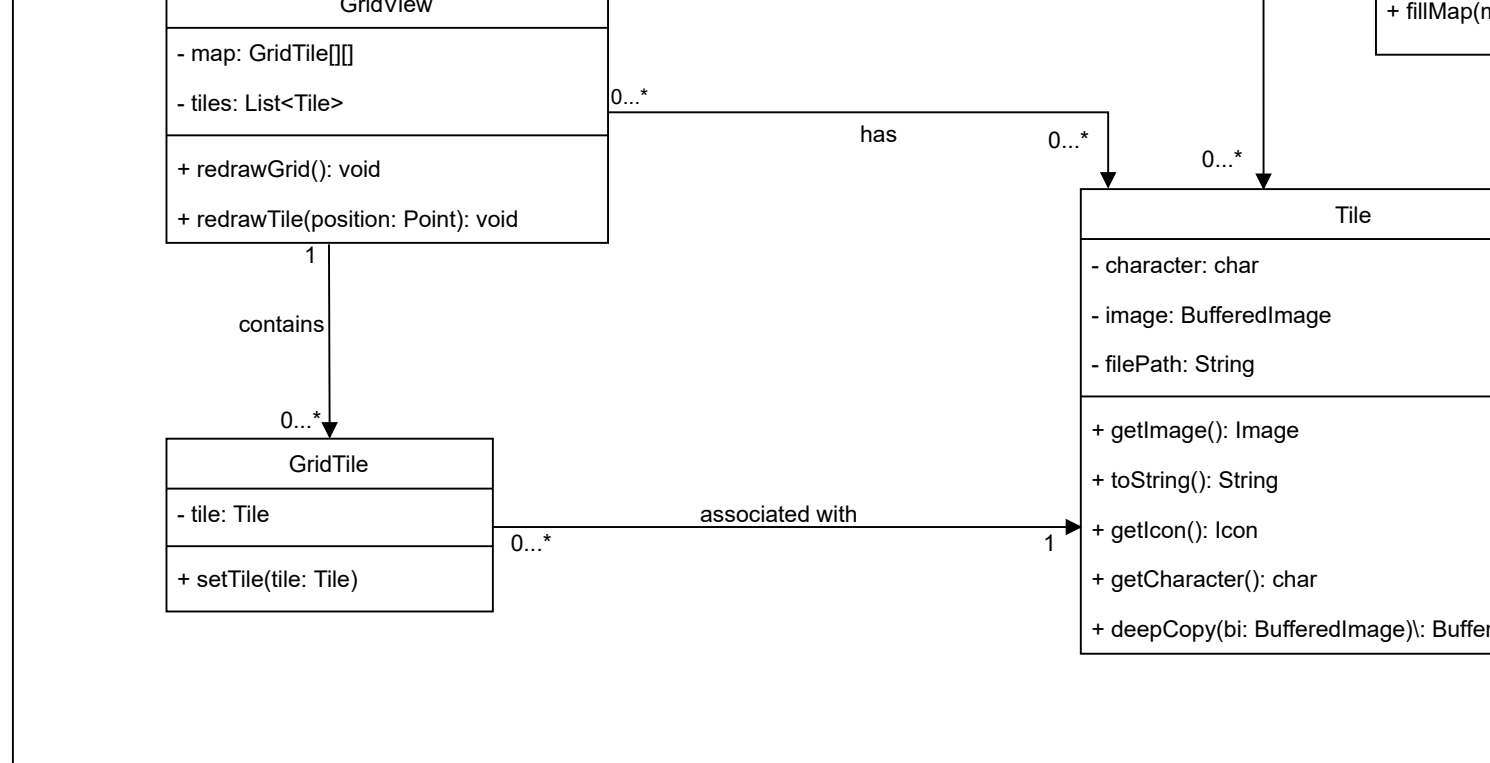 GridView
- map: GridTile[][]
- tiles: List<Tile>
+ redrawGrid(): void
+ redrawTile(position: Point): void
0...*
has
0...*
0...*
+ fillMap(
1
contains
0...*
GridTile
- tile: Tile
+ setTile(tile: Tile)
associated with
0...*
1
Tile
- character: char
- image: BufferedImage
- filePath: String
+ getImage(): Image
+ toString(): String
+ getIcon(): Icon
+ getCharacter(): char
+ deepCopy(bi: BufferedImage)\: Buffer